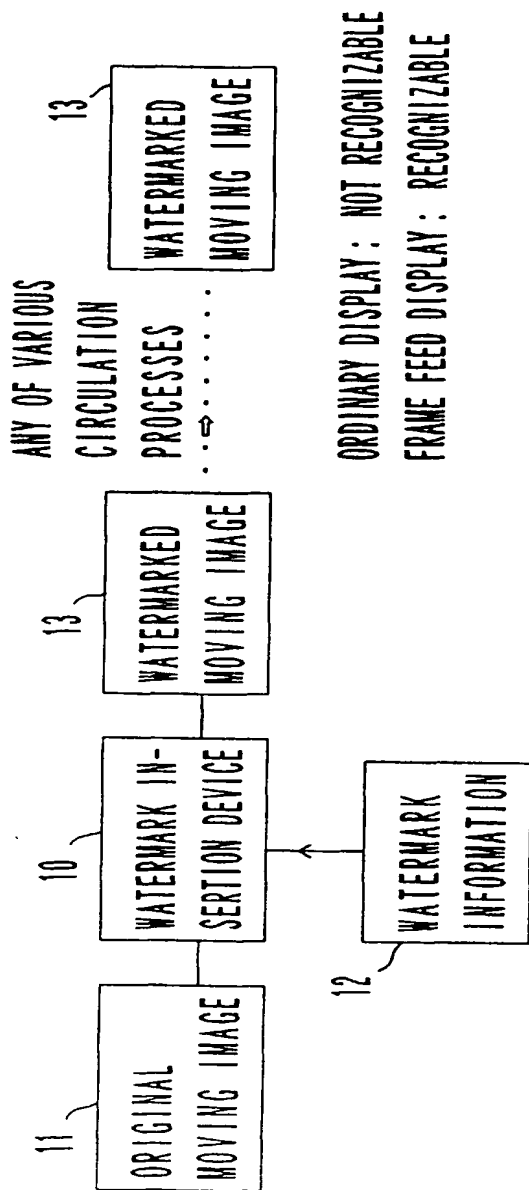 11
ORIGINAL
MOVING IMAGE
10
WATERMARK IN-
SERTION DEVICE
12
WATERMARK
INFORMATION
13
WATERMARKED
MOVING IMAGE
ANY OF VARIOUS
CIRCULATION
PROCESSES
13
WATERMARKED
MOVING IMAGE
ORDINARY DISPLAY: NOT RECOGNIZABLE
FRAME FEED DISPLAY: RECOGNIZABLE